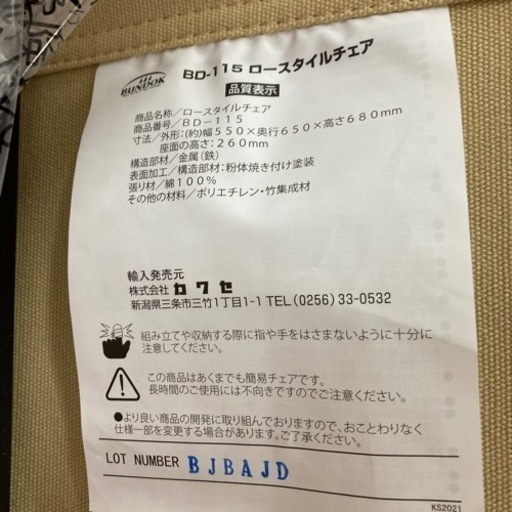 BUNDOK
BD-115 ロースタイルチェア
品質表示
商品名称／ロースタイルチェア
商品番号／BD－115
寸法／外形：(約)幅550×奥行650×高さ680mm
座面の高さ：260mm
構造部材／金属（鉄）
表面加工／構造部材：粉体焼き付け塗装
張り材／綿100％
その他の材料／ポリエチレン・竹集成材
輸入発売元
株式会社 カワセ
新潟県三条市三竹1丁目1-1 TEL(0256)33-0532
組み立てや収納する際に指や手をはさまないように十分に
注意してください。
この商品はあくまでも簡易チェアです。
長時間のご使用には不向きですのでご注意ください。
●より良い商品の開発に取り組んでおりますので、おことわりなく
仕様一部を変更する場合があります。ご了承ください。
LOT NUMBER BJBAJD
KS2021